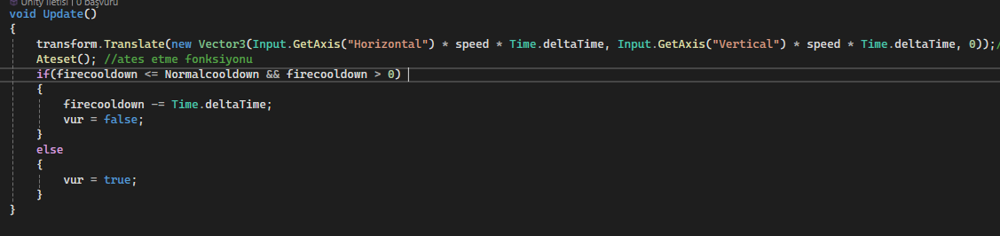 Unity İletisi | 0 başvuru
void Update()
{
transform.Translate(new Vector3(Input.GetAxis("Horizontal") * speed * Time.deltaTime, Input.GetAxis("Vertical") * speed * Time.deltaTime, 0));/
Ateset(); //ates etme fonksiyonu
if(firecooldown <= Normalcooldown && firecooldown > 0)
{
firecooldown -= Time.deltaTime;
vur = false;
}
else
{
vur = true;
}
}